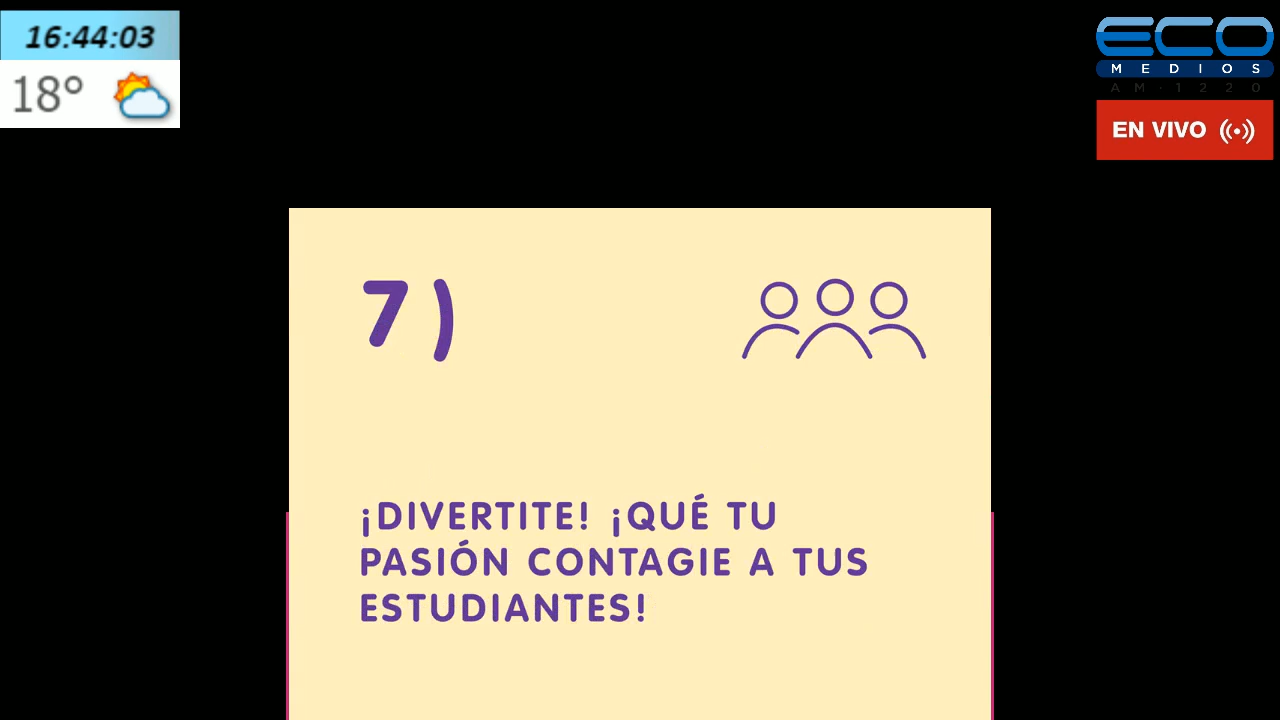 16:44:03
18°
ECO
MEDIOS
AM·1220
EN VIVO
7)
¡DIVERTITE! ¡QUÉ TU
PASIÓN CONTAGIE A TUS
ESTUDIANTES!